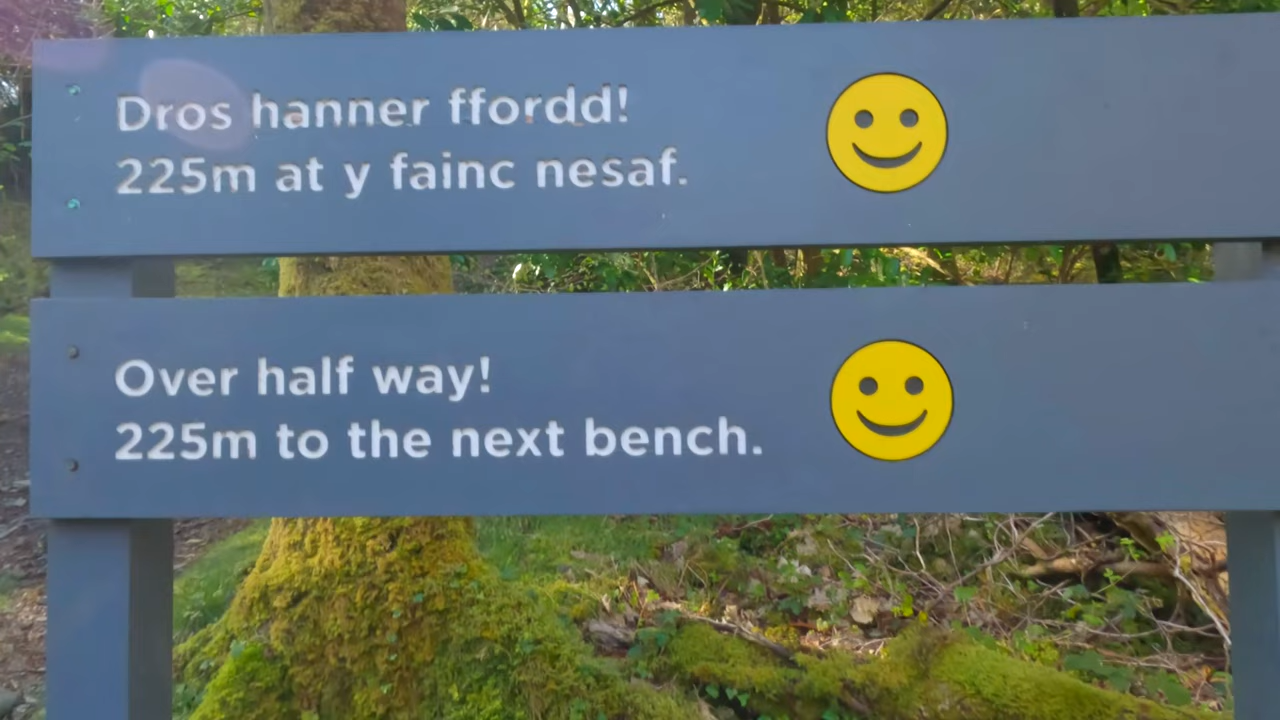 Dros hanner ffordd!
225m at y fainc nesaf.
Over half way!
225m to the next bench.